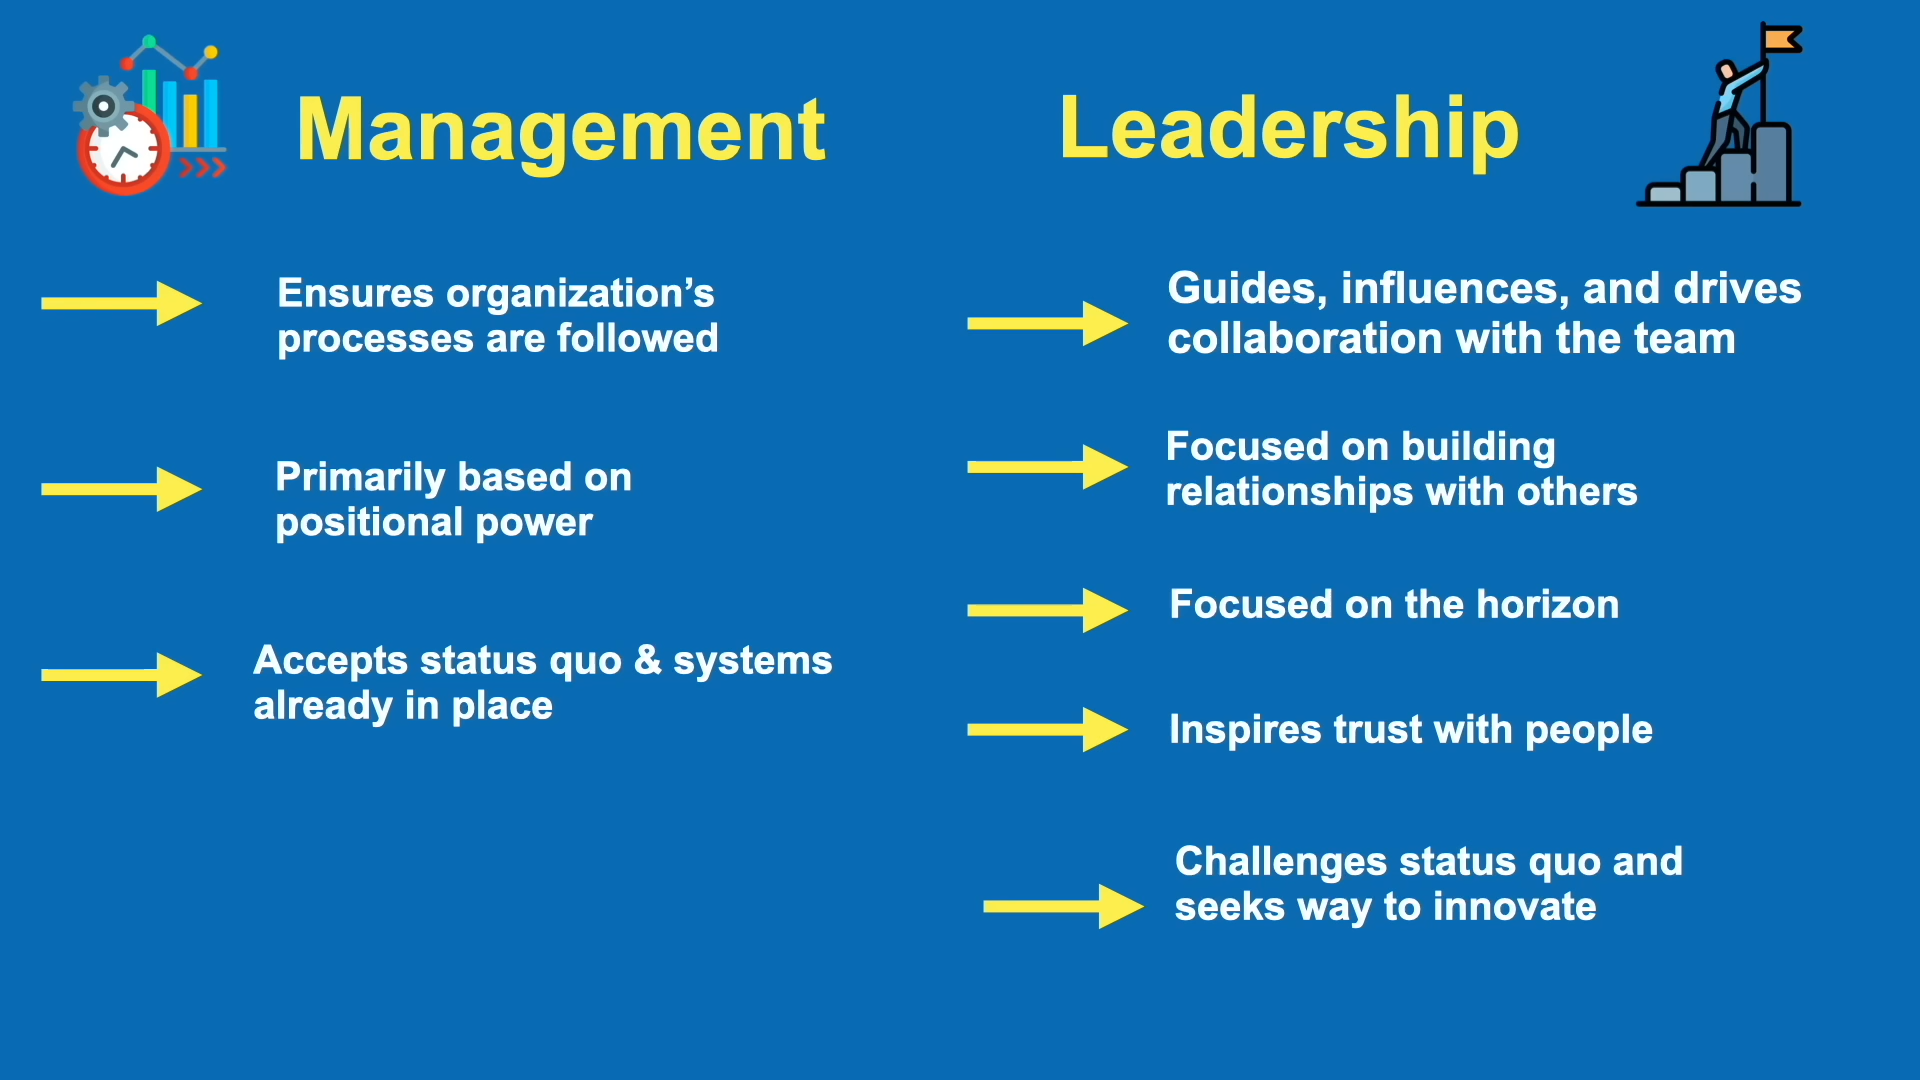 Management
Ensures organization’s
processes are followed
Primarily based on
positional power
Accepts status quo & systems
already in place
Leadership
Guides, influences, and drives
collaboration with the team
Focused on building
relationships with others
Focused on the horizon
Inspires trust with people
Challenges status quo and
seeks way to innovate